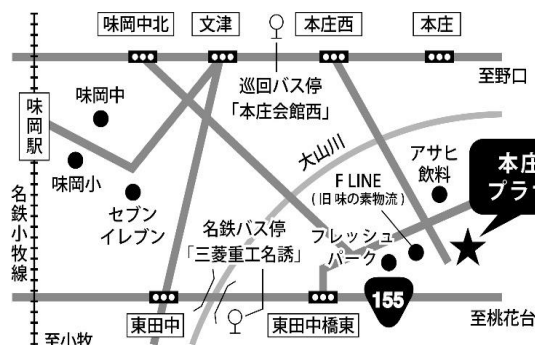 味岡中北
文津
本庄西
本庄
至野口
巡回バス停
「本庄会館西」
味岡駅
味岡中
味岡小
セブン
イレブン
大山川
アサヒ
飲料
F LINE
(旧 味の素物流)
本庄
プラ
名鉄小牧線
名鉄バス停
「三菱重工名誘」
フレッシュ
パーク
155
至小牧
東田中
東田中橋東
至桃花台